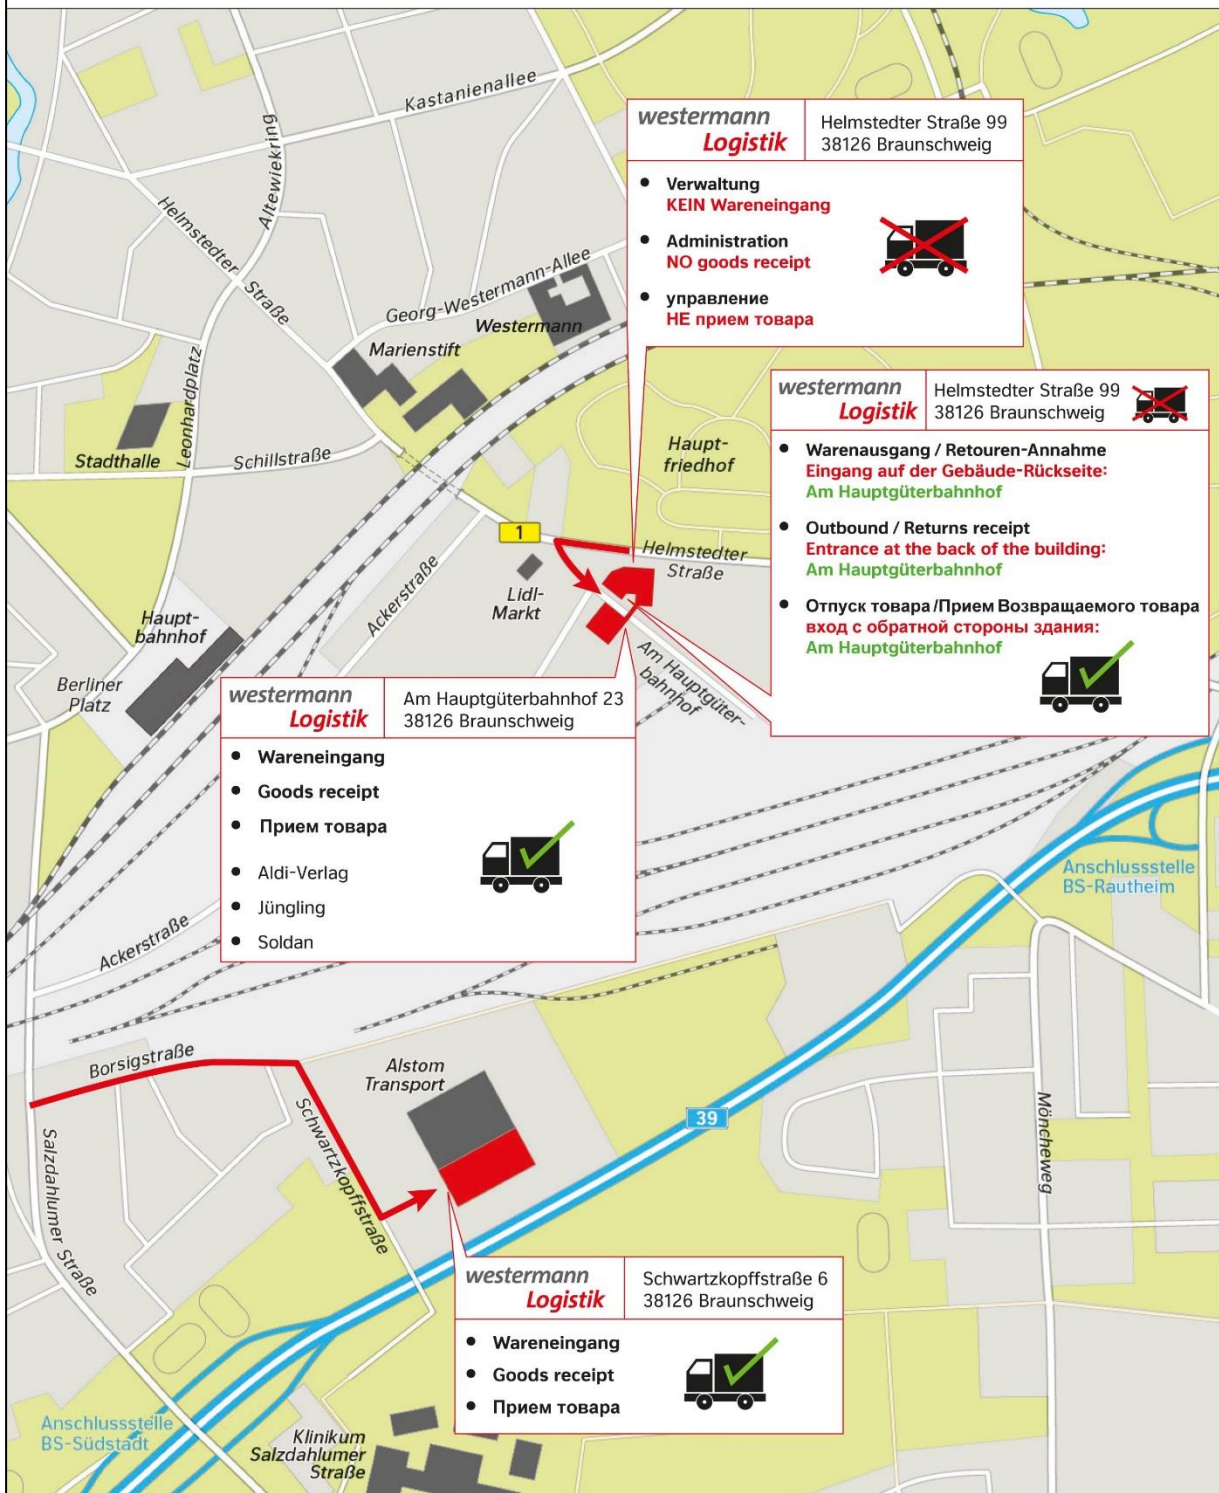 Kastanienallee
Altewiekring
Helmstedter
Straße
Georg-Westermann-Allee
Westermann
Marienstift
Leonhardplatz
Stadthalle
Schillstraße
westermann
Logistik
Helmstedter Straße 99
38126 Braunschweig
• Verwaltung
KEIN Wareneingang
• Administration
NO goods receipt
• управление
НЕ прием товара
westermann
Logistik
Helmstedter Straße 99
38126 Braunschweig
• Warenausgang / Retouren-Annahme
Eingang auf der Gebäude-Rückseite:
Am Hauptgüterbahnhof
• Outbound / Returns receipt
Entrance at the back of the building:
Am Hauptgüterbahnhof
• Отпуск товара/Прием Возвращаемого товара
вход с обратной стороны здания:
Am Hauptgüterbahnhof
Haupt-
friedhof
1
Helmstedter
Straße
Ackerstraße
Lidl-
Markt
Am Hauptgüter-
bahnhof
Haupt-
bahnhof
Berliner
Platz
westermann
Logistik
Am Hauptgüterbahnhof 23
38126 Braunschweig
• Wareneingang
• Goods receipt
• Прием товара
• Aldi-Verlag
• Jüngling
• Soldan
Anschlussstelle
BS-Rautheim
Ackerstraße
Borsigstraße
Alstom
Transport
Schwartzkopffstraße
39
Möncheweg
Salzdahlumer Straße
westermann
Logistik
Schwartzkopffstraße 6
38126 Braunschweig
• Wareneingang
• Goods receipt
• Прием товара
Anschlussstelle
BS-Südstadt
Klinikum
Salzdahlumer
Straße